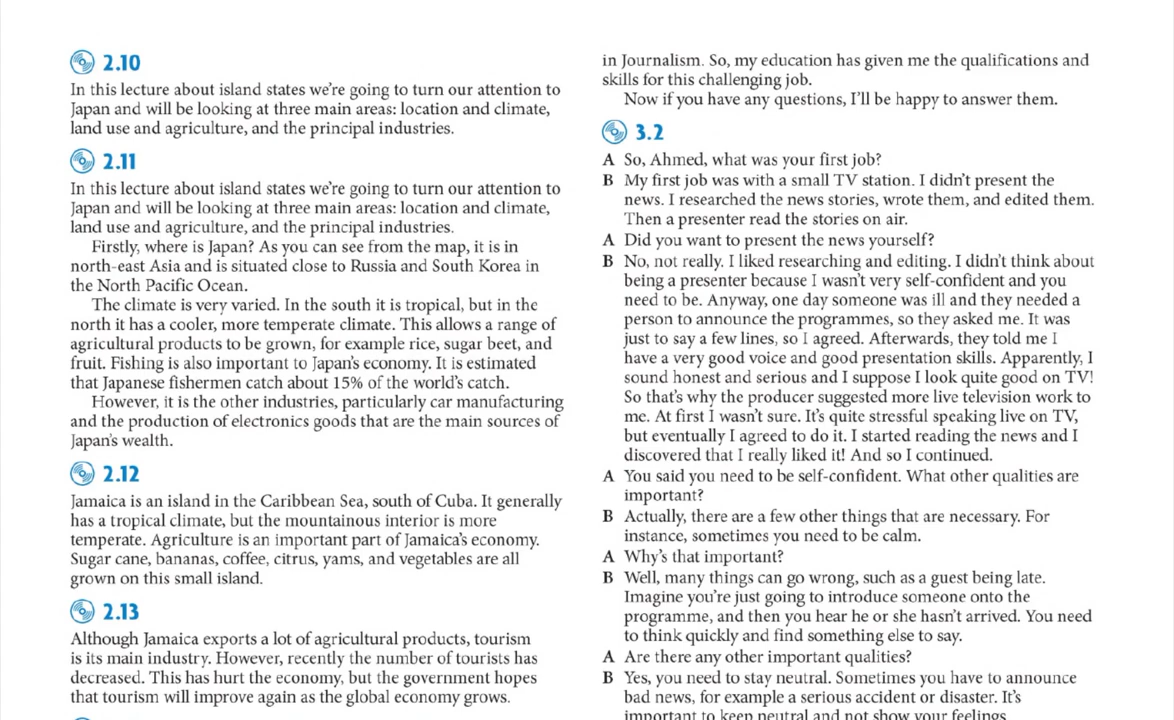 2.10
In this lecture about island states we're going to turn our attention to
Japan and will be looking at three main areas: location and climate,
land use and agriculture, and the principal industries.
2.11
In this lecture about island states we're going to turn our attention to
Japan and will be looking at three main areas: location and climate,
land use and agriculture, and the principal industries.
Firstly, where is Japan? As you can see from the map, it is in
north-east Asia and is situated close to Russia and South Korea in
the North Pacific Ocean.
The climate is very varied. In the south it is tropical, but in the
north it has a cooler, more temperate climate. This allows a range of
agricultural products to be grown, for example rice, sugar beet, and
fruit. Fishing is also important to Japan's economy. It is estimated
that Japanese fishermen catch about 15% of the world's catch.
However, it is the other industries, particularly car manufacturing
and the production of electronics goods that are the main sources of
Japan's wealth.
2.12
Jamaica is an island in the Caribbean Sea, south of Cuba. It generally
has a tropical climate, but the mountainous interior is more
temperate. Agriculture is an important part of Jamaica's economy.
Sugar cane, bananas, coffee, citrus, yams, and vegetables are all
grown on this small island.
2.13
Although Jamaica exports a lot of agricultural products, tourism
is its main industry. However, recently the number of tourists has
decreased. This has hurt the economy, but the government hopes
that tourism will improve again as the global economy grows.
in Journalism. So, my education has given me the qualifications and
skills for this challenging job.
Now if you have any questions, I'll be happy to answer them.
3.2
A So, Ahmed, what was your first job?
B My first job was with a small TV station. I didn't present the
news. I researched the news stories, wrote them, and edited them.
Then a presenter read the stories on air.
A Did you want to present the news yourself?
B No, not really. I liked researching and editing. I didn't think about
being a presenter because I wasn't very self-confident and you
need to be. Anyway, one day someone was ill and they needed a
person to announce the programmes, so they asked me. It was
just to say a few lines, so I agreed. Afterwards, they told me I
have a very good voice and good presentation skills. Apparently, I
sound honest and serious and I suppose I look quite good on TV!
So that's why the producer suggested more live television work to
me. At first I wasn't sure. It's quite stressful speaking live on TV,
but eventually I agreed to do it. I started reading the news and I
discovered that I really liked it! And so I continued.
A You said you need to be self-confident. What other qualities are
important?
B Actually, there are a few other things that are necessary. For
instance, sometimes you need to be calm.
A Why's that important?
B Well, many things can go wrong, such as a guest being late.
Imagine you're just going to introduce someone onto the
programme, and then you hear he or she hasn't arrived. You need
to think quickly and find something else to say.
A Are there any other important qualities?
B Yes, you need to stay neutral. Sometimes you have to announce
bad news, for example a serious accident or disaster. It's
important to keep neutral and not show your feelings